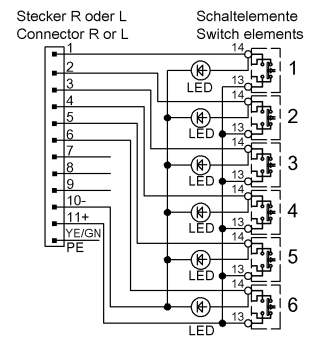 Stecker R oder L
Connector R or L
Schaltelemente
Switch elements
1
2
3
4
5
6
7
8
9
10-
11+
YE/GN
PE
14
LED
13
1
14
LED
13
2
14
LED
13
3
14
LED
13
4
14
LED
13
5
14
LED
13
6